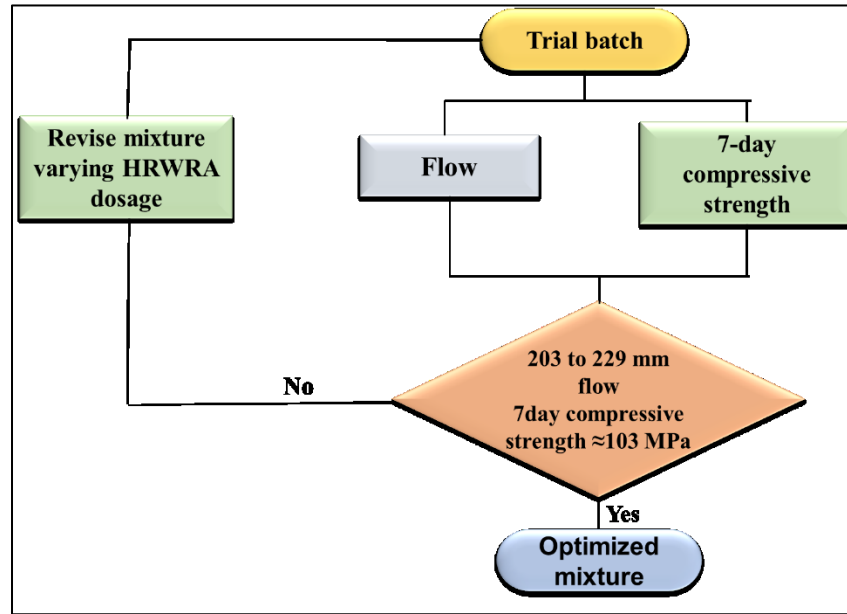 Trial batch
Revise mixture
varying HRWRA
dosage
Flow
7-day
compressive
strength
203 to 229 mm
flow
7day compressive
strength ≈103 MPa
No
Yes
Optimized
mixture